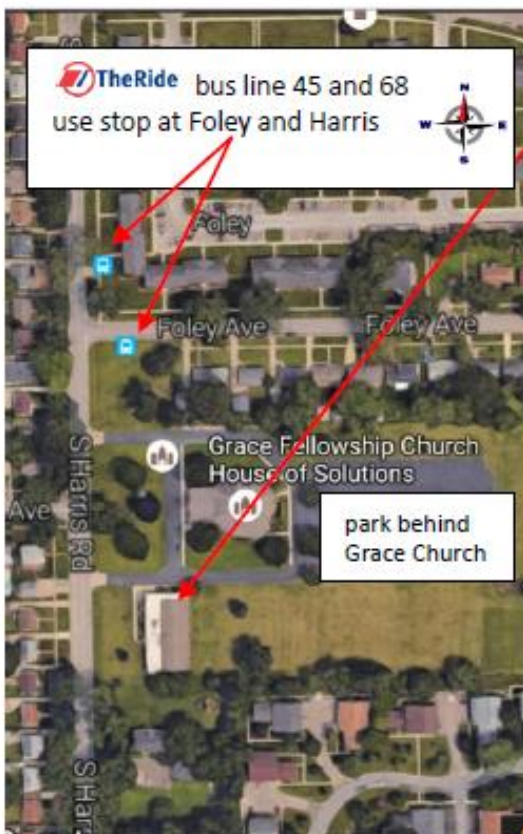 TheRide bus line 45 and 68
use stop at Foley and Harris
N
W E
S
Foley
Foley Ave Foley Ave
Grace Fellowship Church
House of Solutions
S Harris Rd
Ave
park behind
Grace Church